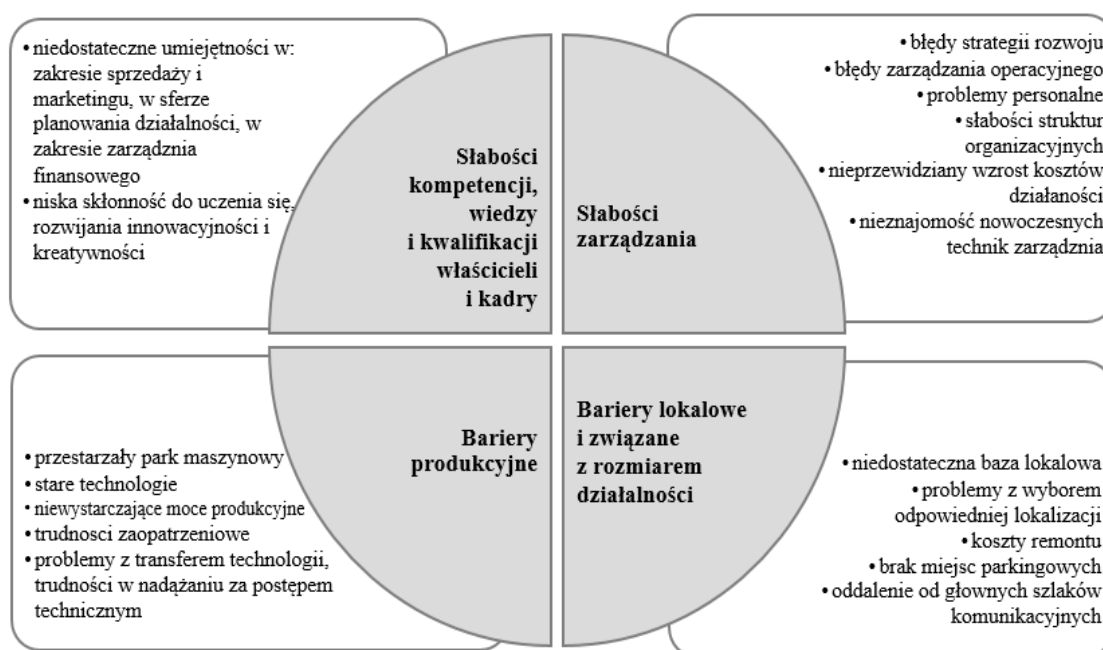 • niedostateczne umiejętności w:
zakresie sprzedaży i
marketingu, w sferze
planowania działalności, w
zakresie zarządznia
finansowego
• niska skłonność do uczenia się,
rozwijania innowacyjności i
kreatywności
Słabości
kompetencji,
wiedzy
i kwalifikacji
właścicieli
i kadry
Słabości
zarządzania
• błędy strategii rozwoju
• błędy zarządzania operacyjnego
• problemy personalne
• słabości struktur
organizacyjnych
• nieprzewidziany wzrost kosztów
działaności
• nieznajomość nowoczesnych
technik zarządznia
• przestarzały park maszynowy
• stare technologie
• niewystarczające moce produkcyjne
• trudnosci zaopatrzeniowe
• problemy z transferem technologii,
trudności w nadążaniu za postępem
technicznym
Bariery
produkcyjne
Bariery lokalowe
i związane
z rozmiarem
działalności
• niedostateczna baza lokalowa
• problemy z wyborem
odpowiedniej lokalizacji
• koszty remontu
• brak miejsc parkingowych
• oddalenie od głownych szlaków
komunikacyjnych